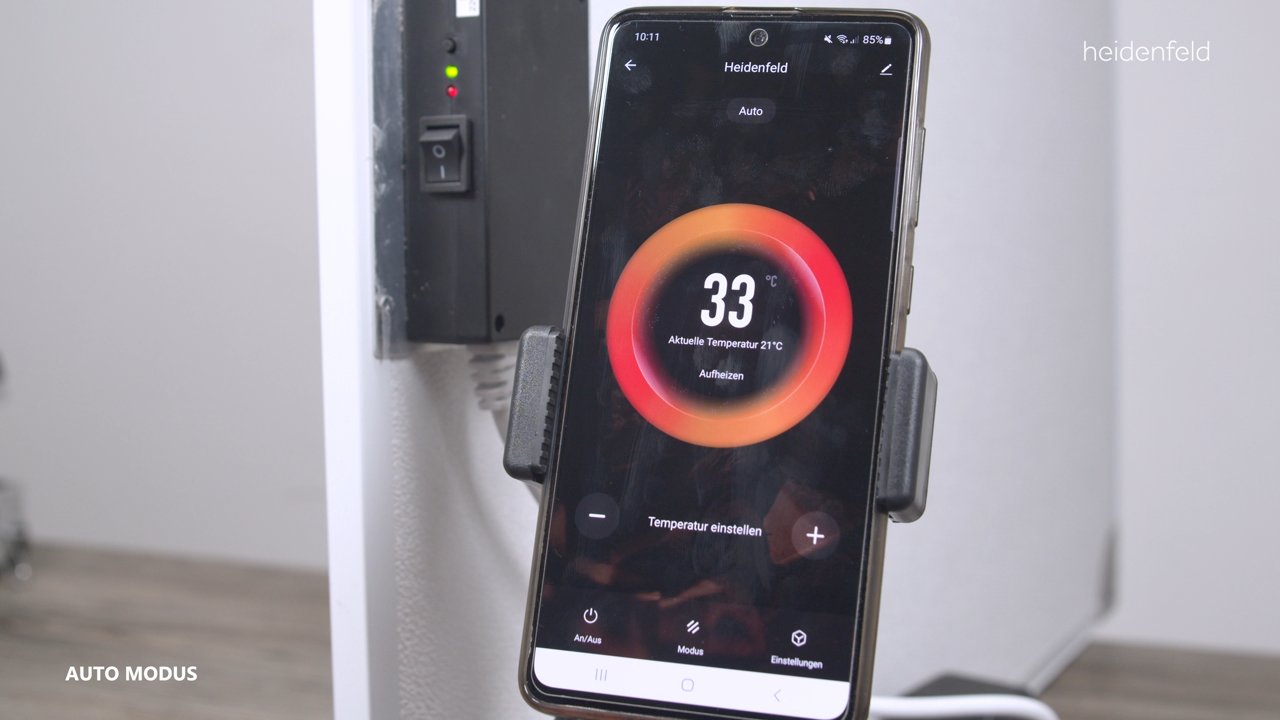 heidenfeld
10:11
85%
Heidenfeld
Auto
33 °C
Aktuelle Temperatur 21°C
Aufheizen
Temperatur einstellen
An/Aus
Modus
Einstellungen
AUTO MODUS